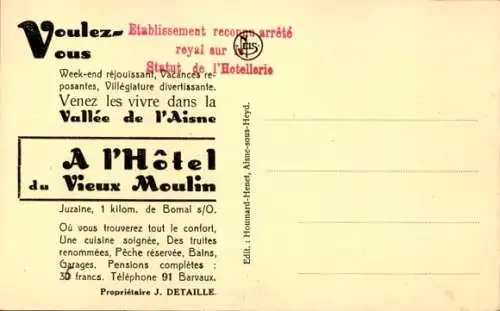 Voulez-
Vous
Etablissement reconnu arrêté
royal sur le
Statut de l'Hotellerie
Week-end réjouissant, Vacances re-
posantes, Villégiature divertissante.
Venez les vivre dans la
Vallée de l'Aisne
A l'Hôtel
du Vieux Moulin
Juzaine, 1 kilom. de Bomal s/O.
Où vous trouverez tout le confort,
Une cuisine soignée, Des truites
renommées, Pêche réservée, Bains,
Garages. Pensions complètes :
francs. Téléphone 91 Barvaux.
Propriétaire J. DETAILLE.
Edit. : Hounnard-Henet, Aisne-sous-Heyd.